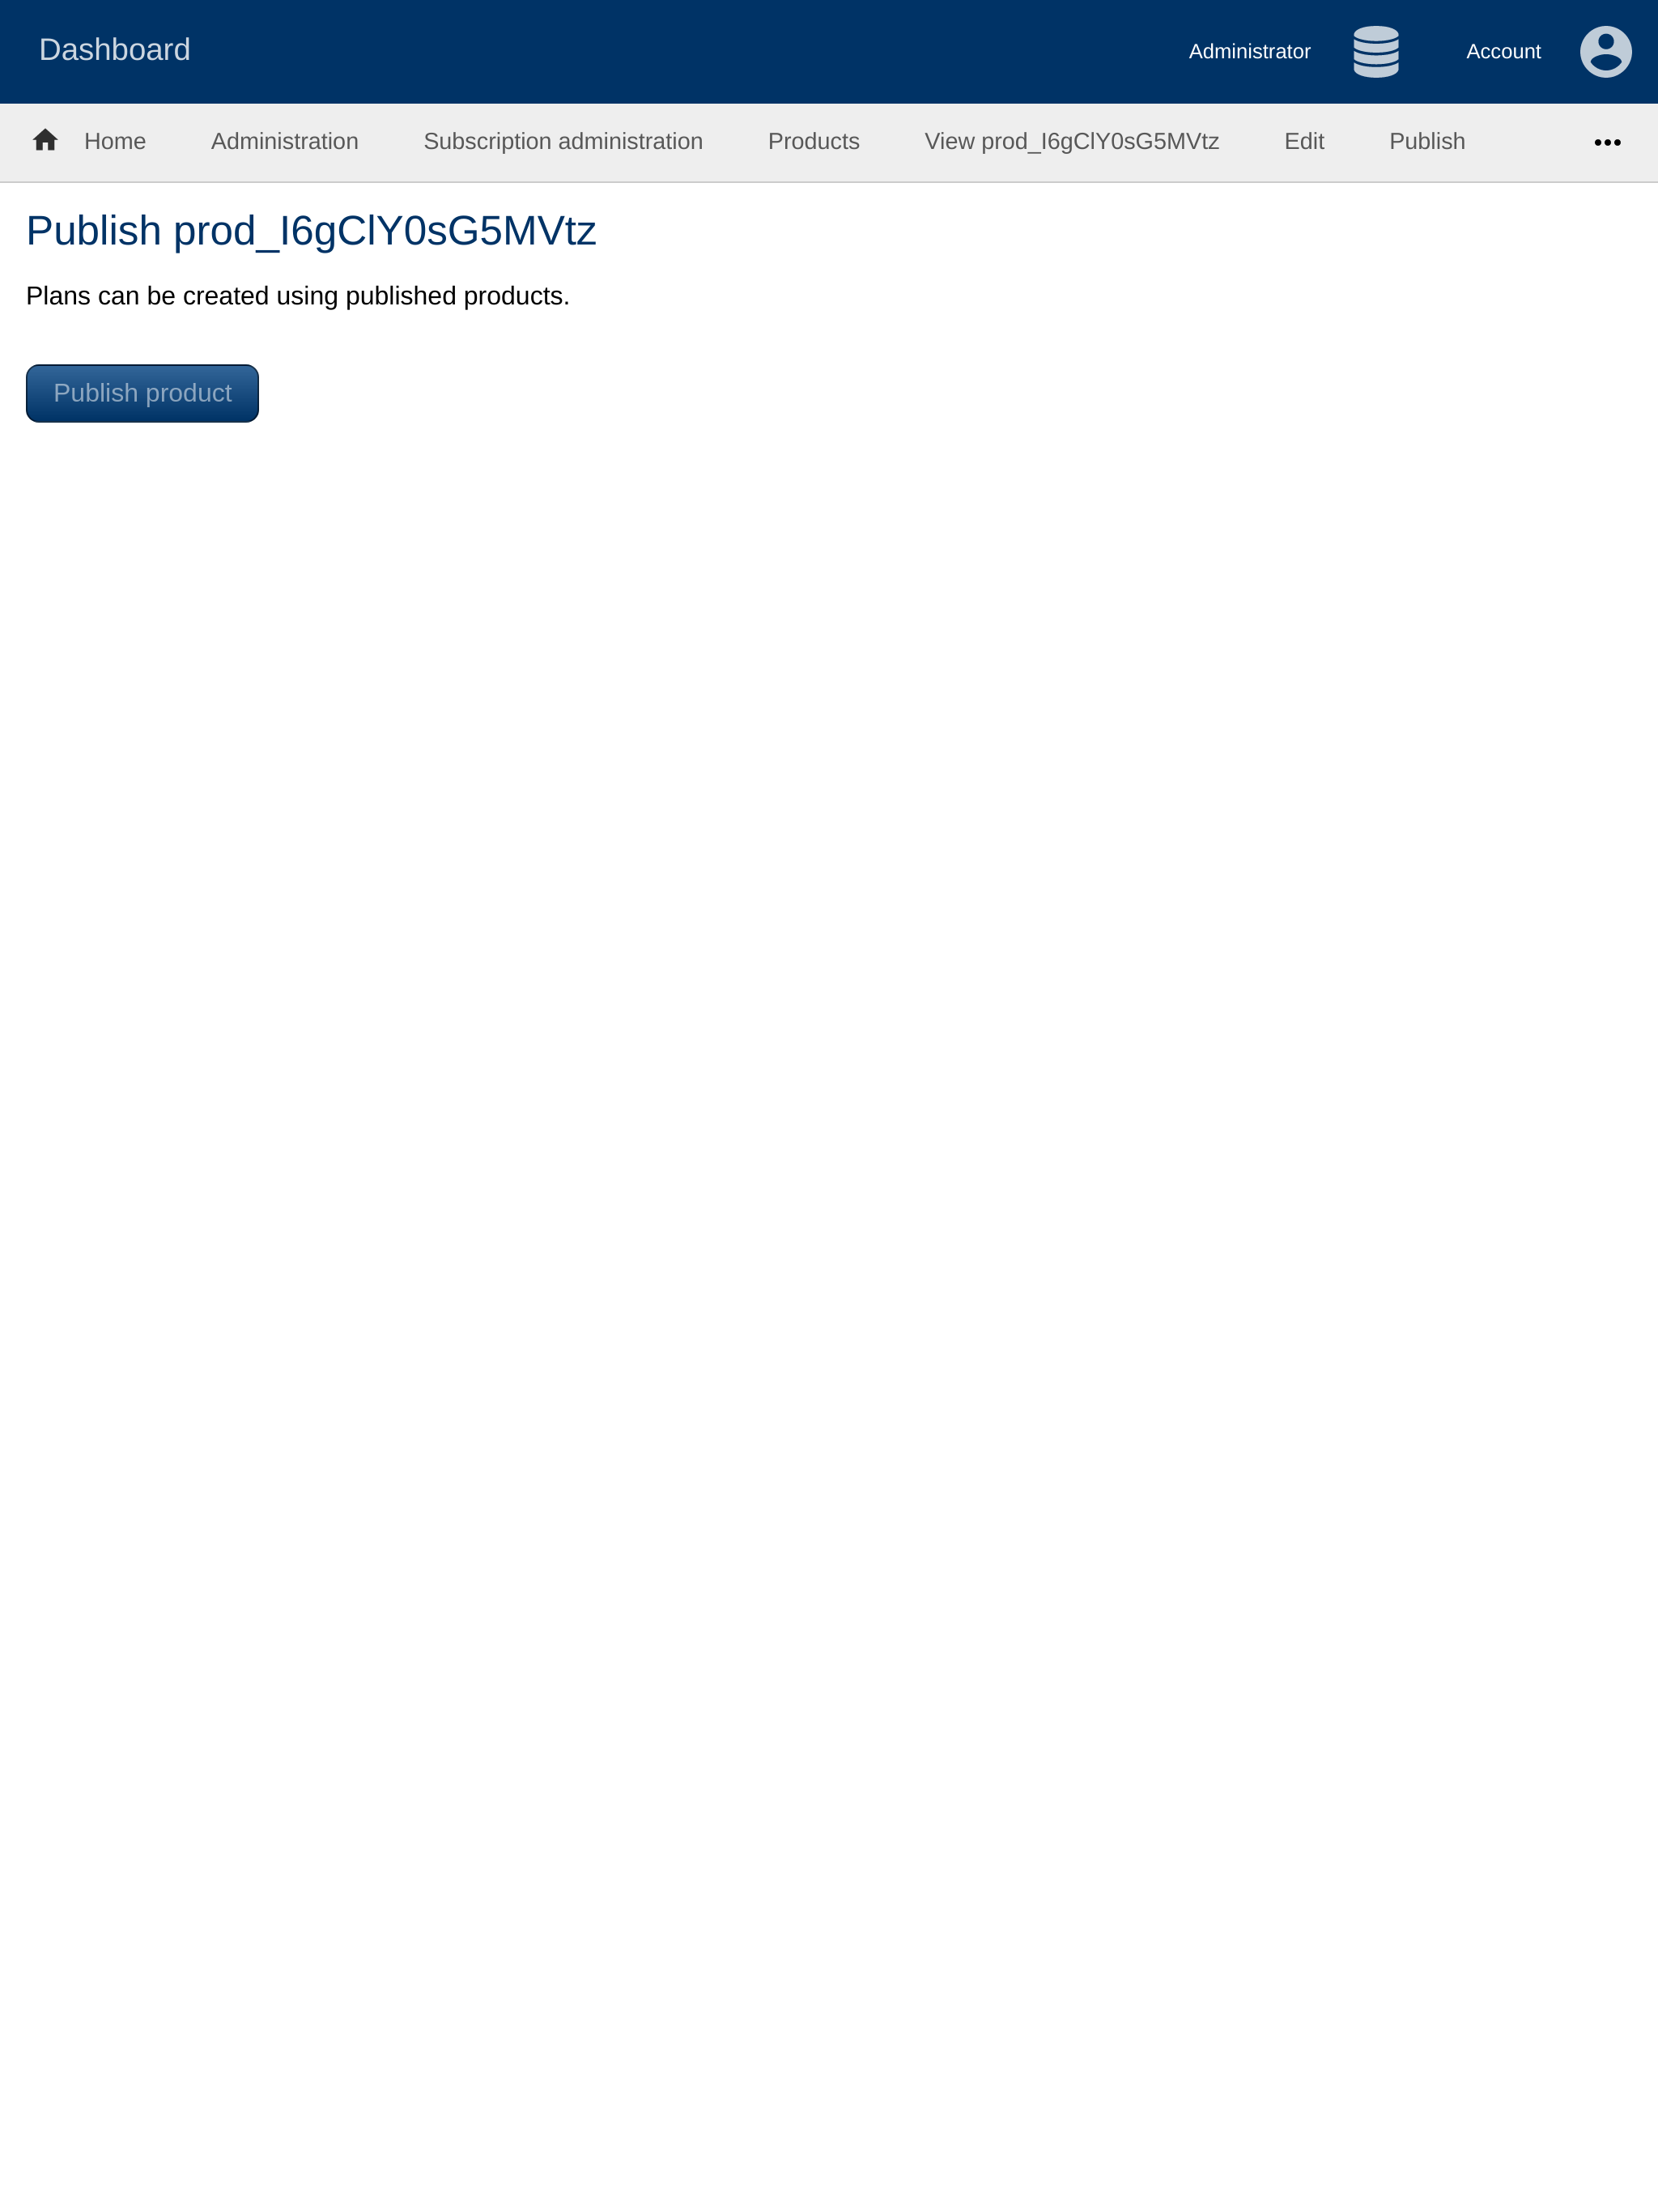 Dashboard
Administrator
Account
Home Administration Subscription administration Products View prod_I6gClY0sG5MVtz Edit Publish
Publish prod_I6gClY0sG5MVtz
Plans can be created using published products.
Publish product